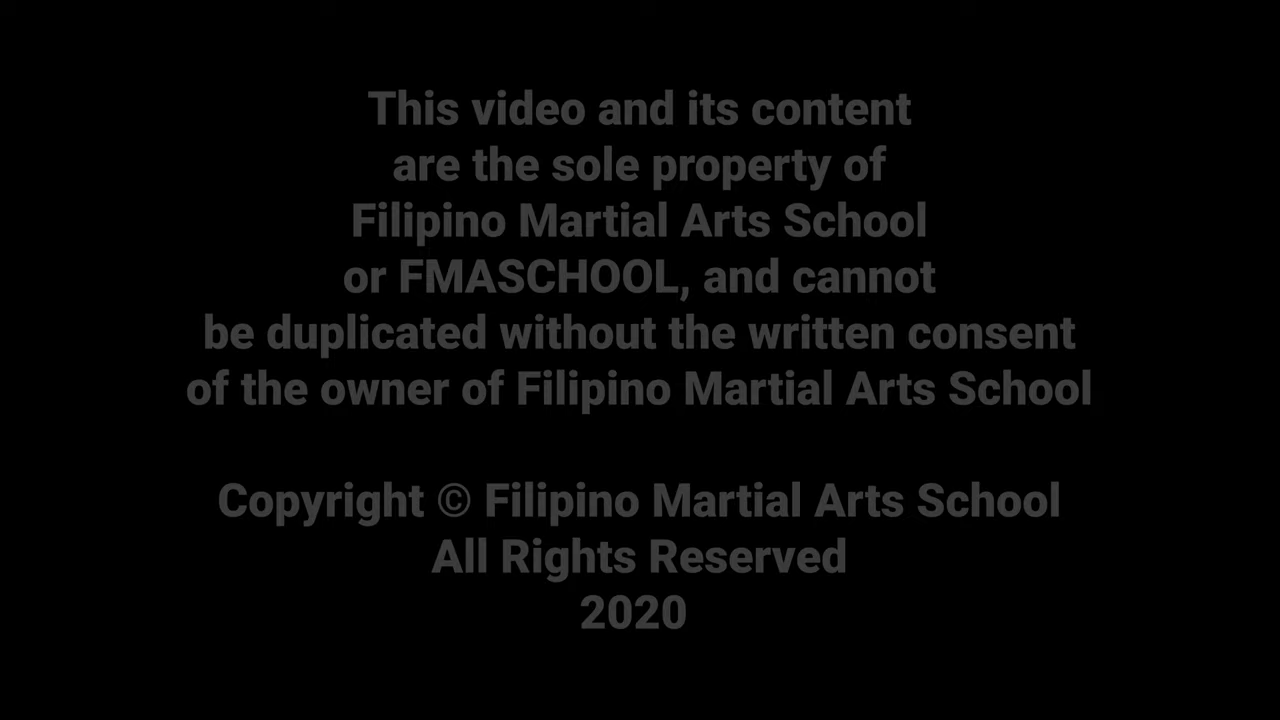 This video and its content
are the sole property of
Filipino Martial Arts School
or FMASCHOOL, and cannot
be duplicated without the written consent
of the owner of Filipino Martial Arts School
Copyright © Filipino Martial Arts School
All Rights Reserved
2020